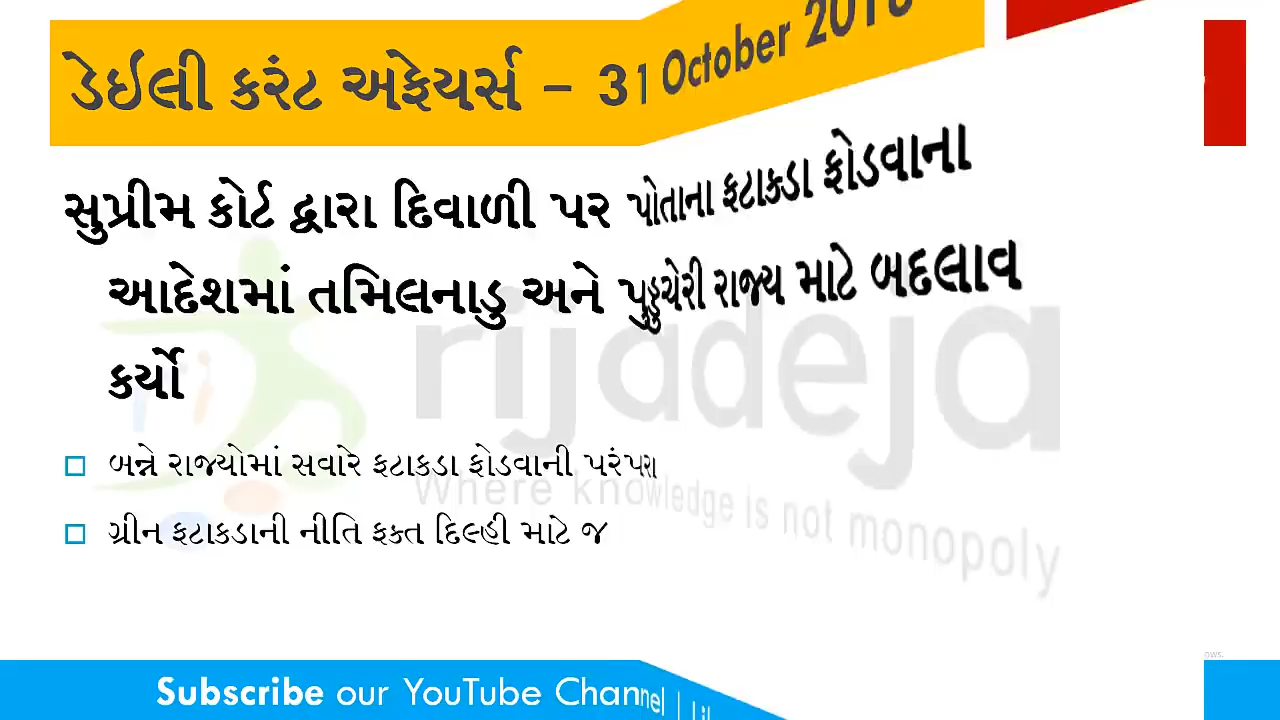 ડેઈલી કરંટ અફેયર્સ – 31 October
સુપ્રીમ કોર્ટ દ્વારા દિવાળી પર પોતાના ફટાકડા ફોડવાના
આદેશમાં તમિલનાડુ અને પુડુચેરી રાજ્ય માટે બદલાવ
કર્યો
બન્ને રાજ્યોમાં સવારે ફટાકડા ફોડવાની પરંપરા
ગ્રીન ફટાકડાની નીતિ ફક્ત દિલ્હી માટે જ
rijadeja
Where knowledge is not monopoly
Subscribe our YouTube Channel |